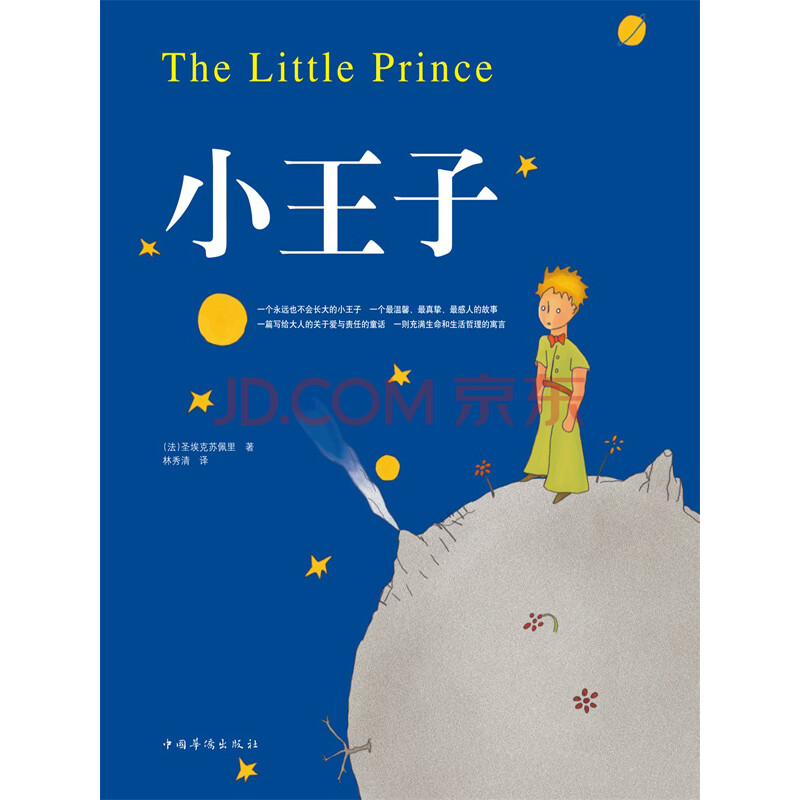 The Little Prince
小王子
一个永远也不会长大的小王子 一个最温馨、最真挚、最感人的故事
一篇写给大人的关于爱与责任的童话 一则充满生命和生活哲理的寓言
JD.COM 京东
(法)圣埃克苏佩里 著
林秀清 译
中国华侨出版社